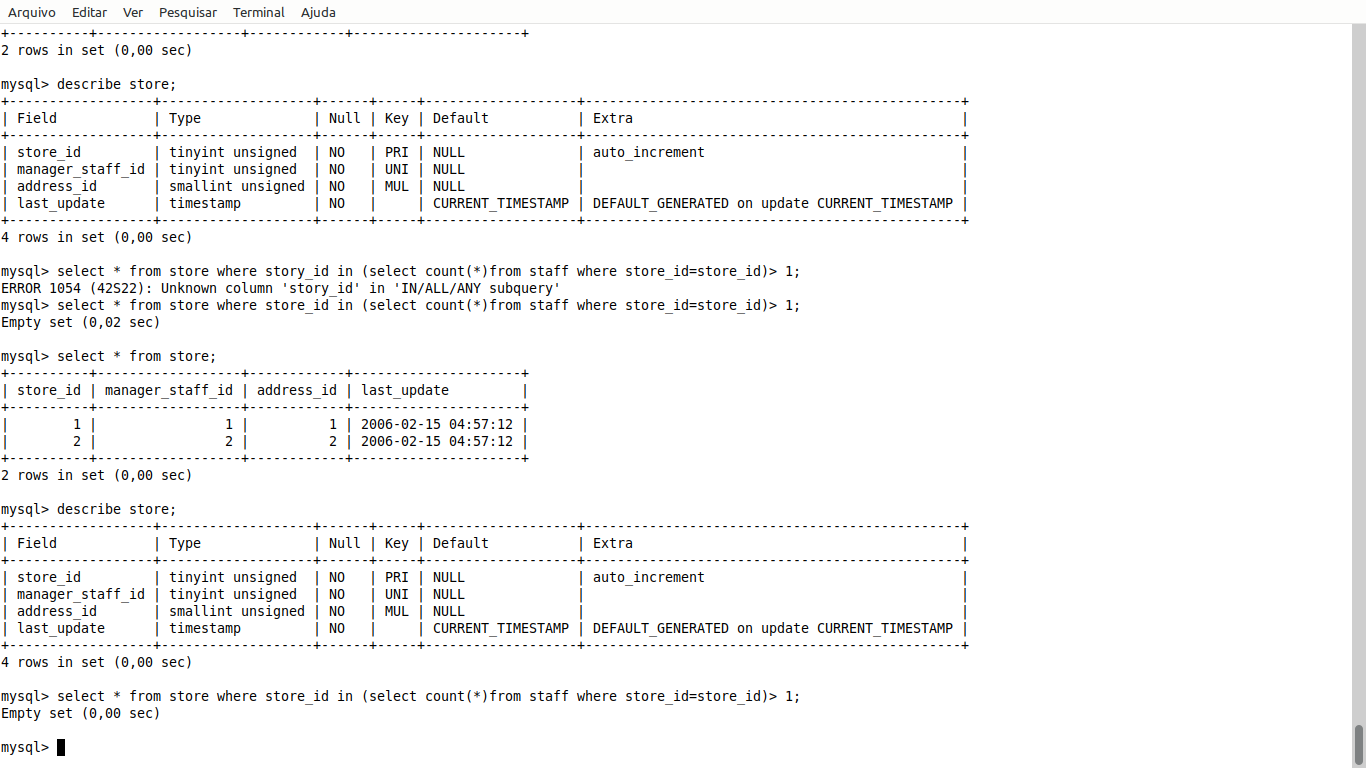 Arquivo Editar Ver Pesquisar Terminal Ajuda
+----------+------------------+------------+---------------------+
2 rows in set (0,00 sec)
mysql> describe store;
+------------------+-------------------+------+-----+-------------------+-----------------------------------------------+
| Field            | Type              | Null | Key | Default           | Extra                                         |
+------------------+-------------------+------+-----+-------------------+-----------------------------------------------+
| store_id         | tinyint unsigned  | NO   | PRI | NULL              | auto_increment                                |
| manager_staff_id | tinyint unsigned  | NO   | UNI | NULL              |                                               |
| address_id       | smallint unsigned | NO   | MUL | NULL              |                                               |
| last_update      | timestamp         | NO   |     | CURRENT_TIMESTAMP | DEFAULT_GENERATED on update CURRENT_TIMESTAMP |
+------------------+-------------------+------+-----+-------------------+-----------------------------------------------+
4 rows in set (0,00 sec)
mysql> select * from store where story_id in (select count(*)from staff where store_id=store_id)> 1;
ERROR 1054 (42S22): Unknown column 'story_id' in 'IN/ALL/ANY subquery'
mysql> select * from store where store_id in (select count(*)from staff where store_id=store_id)> 1;
Empty set (0,02 sec)
mysql> select * from store;
+----------+------------------+------------+---------------------+
| store_id | manager_staff_id | address_id | last_update         |
+----------+------------------+------------+---------------------+
|        1 |                1 |          1 | 2006-02-15 04:57:12 |
|        2 |                2 |          2 | 2006-02-15 04:57:12 |
+----------+------------------+------------+---------------------+
2 rows in set (0,00 sec)
mysql> describe store;
+------------------+-------------------+------+-----+-------------------+-----------------------------------------------+
| Field            | Type              | Null | Key | Default           | Extra                                         |
+------------------+-------------------+------+-----+-------------------+-----------------------------------------------+
| store_id         | tinyint unsigned  | NO   | PRI | NULL              | auto_increment                                |
| manager_staff_id | tinyint unsigned  | NO   | UNI | NULL              |                                               |
| address_id       | smallint unsigned | NO   | MUL | NULL              |                                               |
| last_update      | timestamp         | NO   |     | CURRENT_TIMESTAMP | DEFAULT_GENERATED on update CURRENT_TIMESTAMP |
+------------------+-------------------+------+-----+-------------------+-----------------------------------------------+
4 rows in set (0,00 sec)
mysql> select * from store where store_id in (select count(*)from staff where store_id=store_id)> 1;
Empty set (0,00 sec)
mysql>